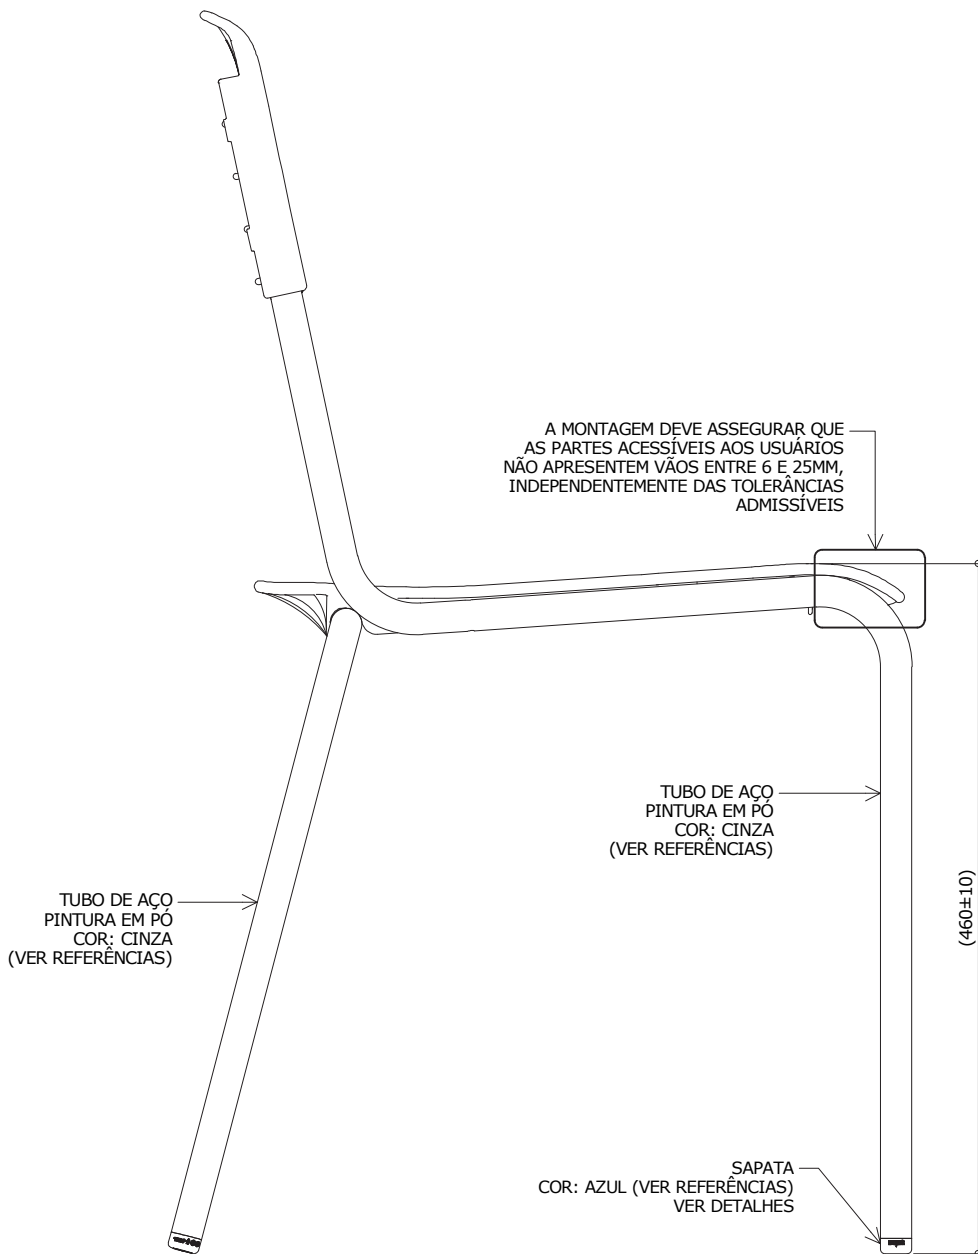 A MONTAGEM DEVE ASSEGURAR QUE
AS PARTES ACESSÍVEIS AOS USUÁRIOS
NÃO APRESENTEM VÃOS ENTRE 6 E 25MM,
INDEPENDENTEMENTE DAS TOLERÂNCIAS
ADMISSÍVEIS
TUBO DE AÇO
PINTURA EM PÓ
COR: CINZA
(VER REFERÊNCIAS)
TUBO DE AÇO
PINTURA EM PÓ
COR: CINZA
(VER REFERÊNCIAS)
(460±10)
SAPATA
COR: AZUL (VER REFERÊNCIAS)
VER DETALHES